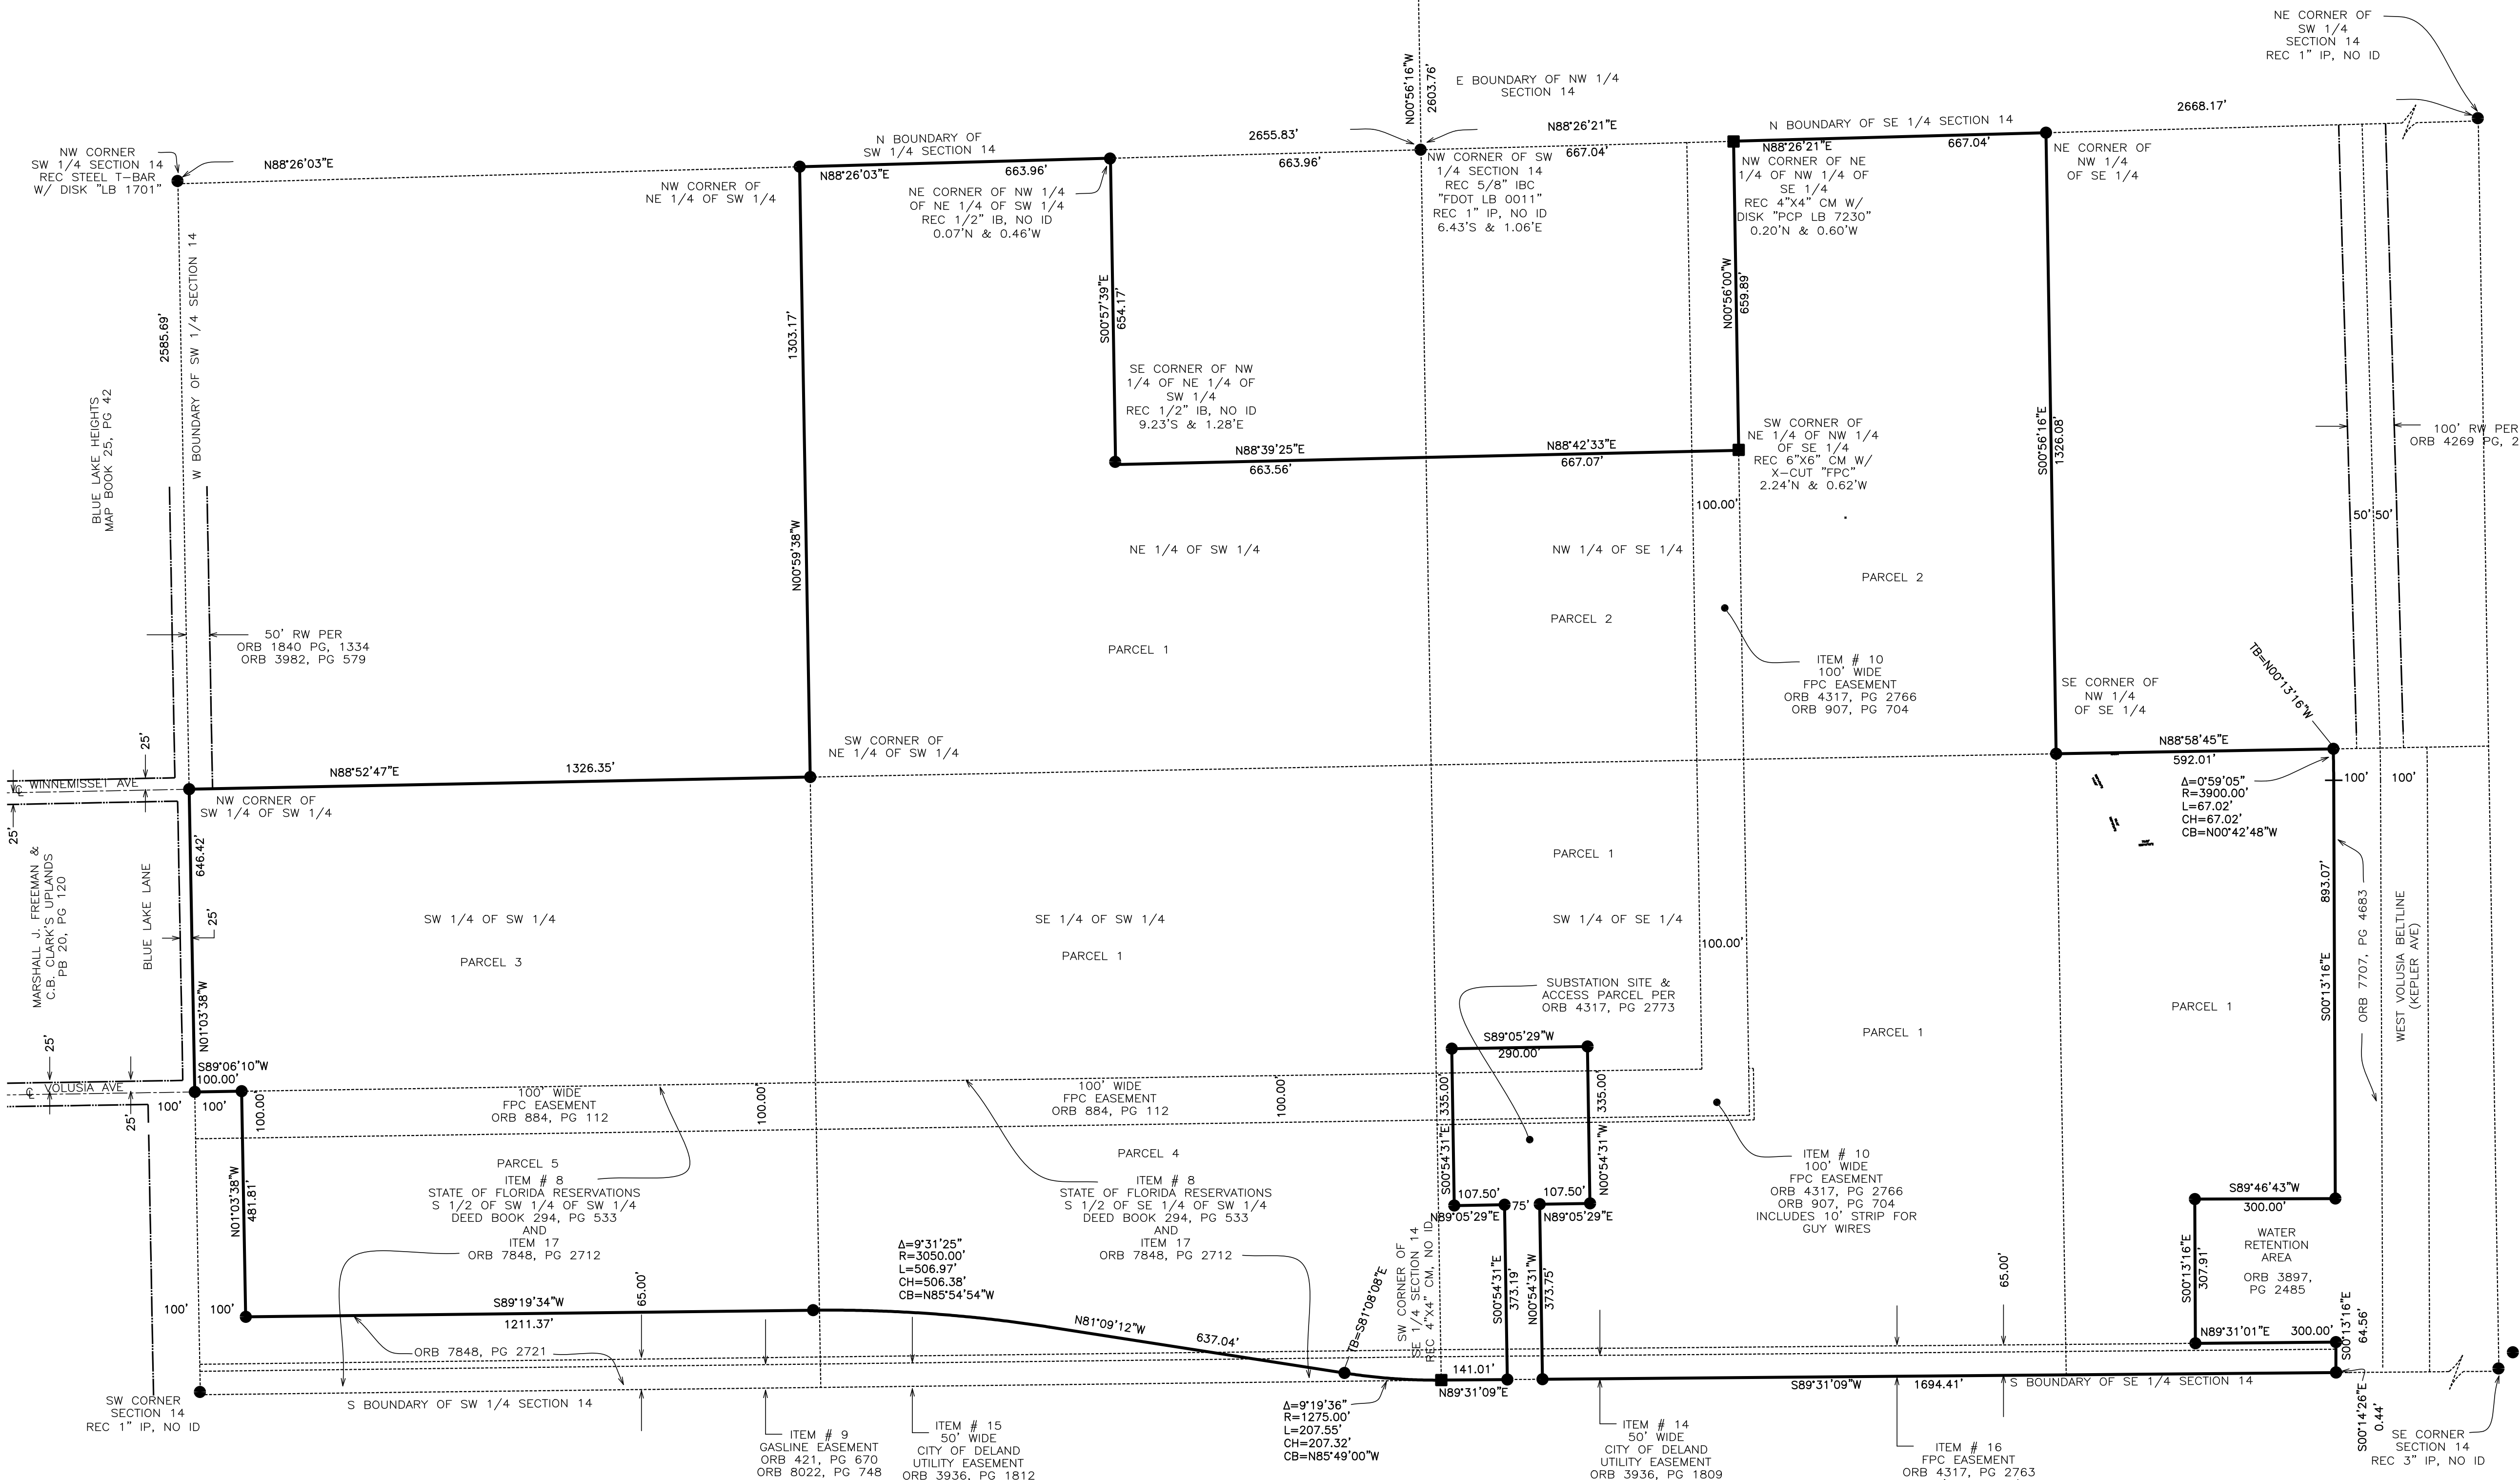 NE CORNER OF
SW 1/4
SECTION 14
REC 1" IP, NO ID
N00°56'16"W
2603.76'
E BOUNDARY OF NW 1/4
SECTION 14
2668.17'
NW CORNER
SW 1/4 SECTION 14
REC STEEL T-BAR
W/ DISK "LB 1701"
N88°26'03"E
N BOUNDARY OF
SW 1/4 SECTION 14
2655.83'
663.96'
N88°26'21"E
667.04'
N BOUNDARY OF SE 1/4 SECTION 14
N88°26'21"E
667.04'
NW CORNER OF
NE 1/4 OF SW 1/4
N88°26'03"E
663.96'
NE CORNER OF NW 1/4
OF NE 1/4 OF SW 1/4
REC 1/2" IB, NO ID
0.07'N & 0.46'W
NW CORNER OF SW
1/4 SECTION 14
REC 5/8" IBC
"FDOT LB 0011"
REC 1" IP, NO ID
6.43'S & 1.06'E
NW CORNER OF NE
1/4 OF NW 1/4 OF
SE 1/4
REC 4"X4" CM W/
DISK "PCP LB 7230"
0.20'N & 0.60'W
NE CORNER OF
NW 1/4
OF SE 1/4
2585.69'
W BOUNDARY OF SW 1/4 SECTION 14
BLUE LAKE HEIGHTS
MAP BOOK 25, PG 42
1303.17'
N00°59'38"W
S00°57'39"E
654.17'
N00°56'00"W
659.89'
S00°56'16"E
1326.08'
SE CORNER OF NW
1/4 OF NE 1/4 OF
SW 1/4
REC 1/2" IB, NO ID
9.23'S & 1.28'E
N88°39'25"E
663.56'
N88°42'33"E
667.07'
SW CORNER OF
NE 1/4 OF NW 1/4
OF SE 1/4
REC 6"X6" CM W/
X-CUT "FPC"
2.24'N & 0.62'W
100.00'
100' RW PER
ORB 4269 PG, 2
50'
50'
NE 1/4 OF SW 1/4
NW 1/4 OF SE 1/4
PARCEL 2
PARCEL 2
PARCEL 1
50' RW PER
ORB 1840 PG, 1334
ORB 3982, PG 579
ITEM # 10
100' WIDE
FPC EASEMENT
ORB 4317, PG 2766
ORB 907, PG 704
TB=N00°13'16"W
SE CORNER OF
NW 1/4
OF SE 1/4
25'
WINNEMISSET AVE
25'
N88°52'47"E
1326.35'
SW CORNER OF
NE 1/4 OF SW 1/4
NW CORNER OF
SW 1/4 OF SW 1/4
N88°58'45"E
592.01'
Δ=0°59'05"
R=3900.00'
L=67.02'
CH=67.02'
CB=N00°42'48"W
100'
100'
MARSHALL J. FREEMAN &
C.B. CLARK'S UPLANDS
PB 20, PG 120
BLUE LAKE LANE
25'
646.42'
N01°03'38"W
PARCEL 1
SW 1/4 OF SW 1/4
SE 1/4 OF SW 1/4
SW 1/4 OF SE 1/4
PARCEL 3
PARCEL 1
100.00'
893.07'
S00°13'16"E
ORB 7707, PG 4683
WEST VOLUSIA BELTLINE
(KEPLER AVE)
SUBSTATION SITE &
ACCESS PARCEL PER
ORB 4317, PG 2773
PARCEL 1
PARCEL 1
25'
VOLUSIA AVE
25'
S89°06'10"W
100.00'
100'
100'
100.00'
100' WIDE
FPC EASEMENT
ORB 884, PG 112
100.00'
100' WIDE
FPC EASEMENT
ORB 884, PG 112
100.00'
S89°05'29"W
290.00'
335.00'
S00°54'31"E
335.00'
N00°54'31"W
107.50'
N89°05'29"E
75'
107.50'
N89°05'29"E
N01°03'38"W
481.81'
PARCEL 5
ITEM # 8
STATE OF FLORIDA RESERVATIONS
S 1/2 OF SW 1/4 OF SW 1/4
DEED BOOK 294, PG 533
AND
ITEM 17
ORB 7848, PG 2712
PARCEL 4
ITEM # 8
STATE OF FLORIDA RESERVATIONS
S 1/2 OF SE 1/4 OF SW 1/4
DEED BOOK 294, PG 533
AND
ITEM 17
ORB 7848, PG 2712
ITEM # 10
100' WIDE
FPC EASEMENT
ORB 4317, PG 2766
ORB 907, PG 704
INCLUDES 10' STRIP FOR
GUY WIRES
S89°46'43"W
300.00'
WATER
RETENTION
AREA
ORB 3897,
PG 2485
S00°13'16"E
307.91'
N89°31'01"E
300.00'
S00°13'16"E
64.56'
Δ=9°31'25"
R=3050.00'
L=506.97'
CH=506.38'
CB=N85°54'54"W
100'
100'
S89°19'34"W
1211.37'
65.00'
N81°09'12"W
637.04'
TB=S81°08'08"E
SW CORNER OF
SE 1/4 SECTION 14
REC 4"X4" CM, NO ID
S00°54'31"E
373.19'
N00°54'31"W
373.75'
65.00'
ORB 7848, PG 2721
141.01'
N89°31'09"E
S89°31'09"W
1694.41'
S BOUNDARY OF SE 1/4 SECTION 14
SW CORNER
SECTION 14
REC 1" IP, NO ID
S BOUNDARY OF SW 1/4 SECTION 14
Δ=9°19'36"
R=1275.00'
L=207.55'
CH=207.32'
CB=N85°49'00"W
ITEM # 9
GASLINE EASEMENT
ORB 421, PG 670
ORB 8022, PG 748
ITEM # 15
50' WIDE
CITY OF DELAND
UTILITY EASEMENT
ORB 3936, PG 1812
ITEM # 14
50' WIDE
CITY OF DELAND
UTILITY EASEMENT
ORB 3936, PG 1809
ITEM # 16
FPC EASEMENT
ORB 4317, PG 2763
S00°14'26"E
0.44'
SE CORNER
SECTION 14
REC 3" IP, NO ID